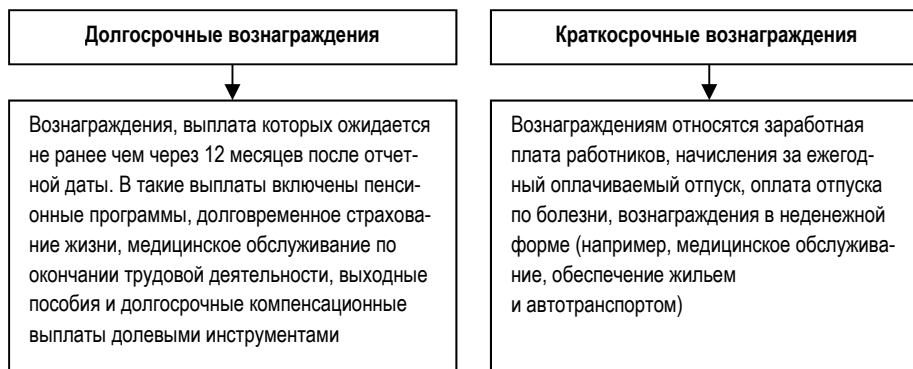 Долгосрочные вознаграждения
Вознаграждения, выплата которых ожидается
не ранее чем через 12 месяцев после отчет-
ной даты. В такие выплаты включены пенси-
онные программы, долговременное страхова-
ние жизни, медицинское обслуживание по
окончании трудовой деятельности, выходные
пособия и долгосрочные компенсационные
выплаты долевыми инструментами
Краткосрочные вознаграждения
Вознаграждениям относятся заработная
плата работников, начисления за ежегод-
ный оплачиваемый отпуск, оплата отпуска
по болезни, вознаграждения в неденежной
форме (например, медицинское обслужива-
ние, обеспечение жильем
и автотранспортом)